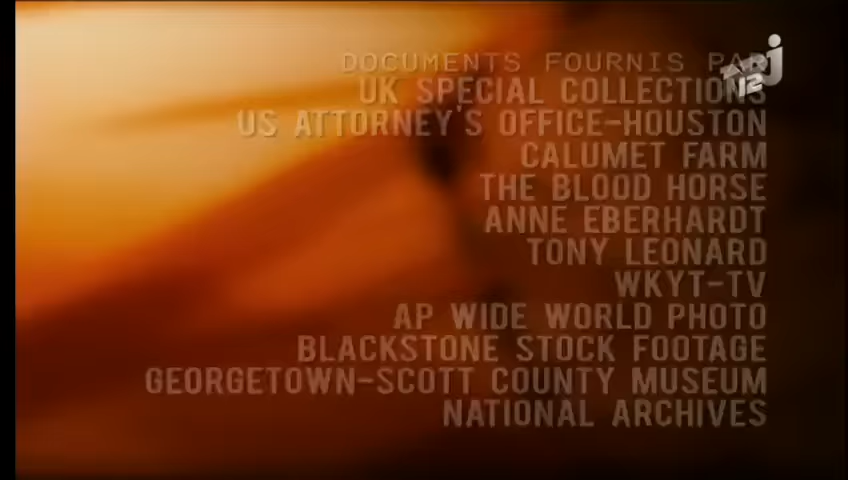 DOCUMENTS FOURNIS PAR
UK SPECIAL COLLECTIONS
US ATTORNEY'S OFFICE-HOUSTON
CALUMET FARM
THE BLOOD HORSE
ANNE EBERHARDT
TONY LEONARD
WKYT-TV
AP WIDE WORLD PHOTO
BLACKSTONE STOCK FOOTAGE
GEORGETOWN-SCOTT COUNTY MUSEUM
NATIONAL ARCHIVES
NRJ
12